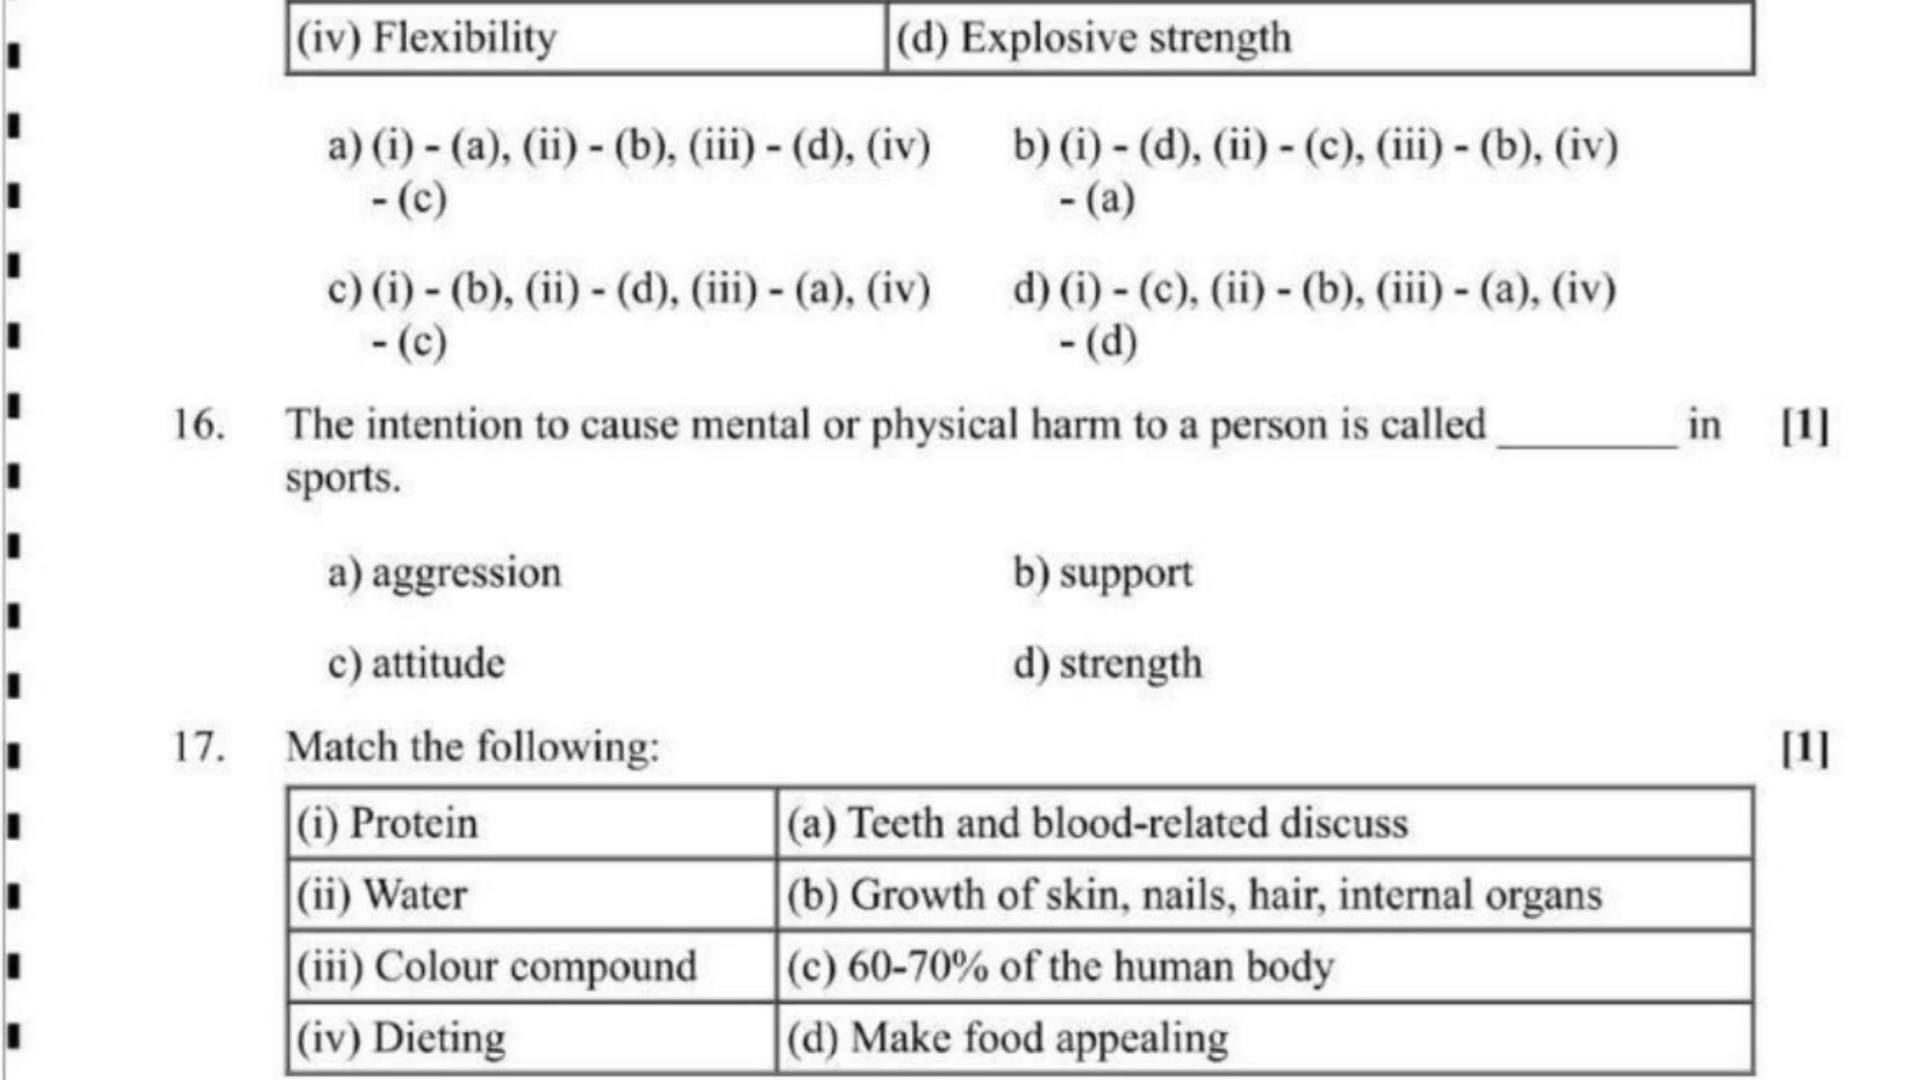 (iv) Flexibility (d) Explosive strength
a) (i) - (a), (ii) - (b), (iii) - (d), (iv) - (c)
b) (i) - (d), (ii) - (c), (iii) - (b), (iv) - (a)
c) (i) - (b), (ii) - (d), (iii) - (a), (iv) - (c)
d) (i) - (c), (ii) - (b), (iii) - (a), (iv) - (d)
16. The intention to cause mental or physical harm to a person is called ________ in [1]
sports.
a) aggression b) support
c) attitude d) strength
17. Match the following: [1]
(i) Protein (a) Teeth and blood-related discuss
(ii) Water (b) Growth of skin, nails, hair, internal organs
(iii) Colour compound (c) 60-70% of the human body
(iv) Dieting (d) Make food appealing